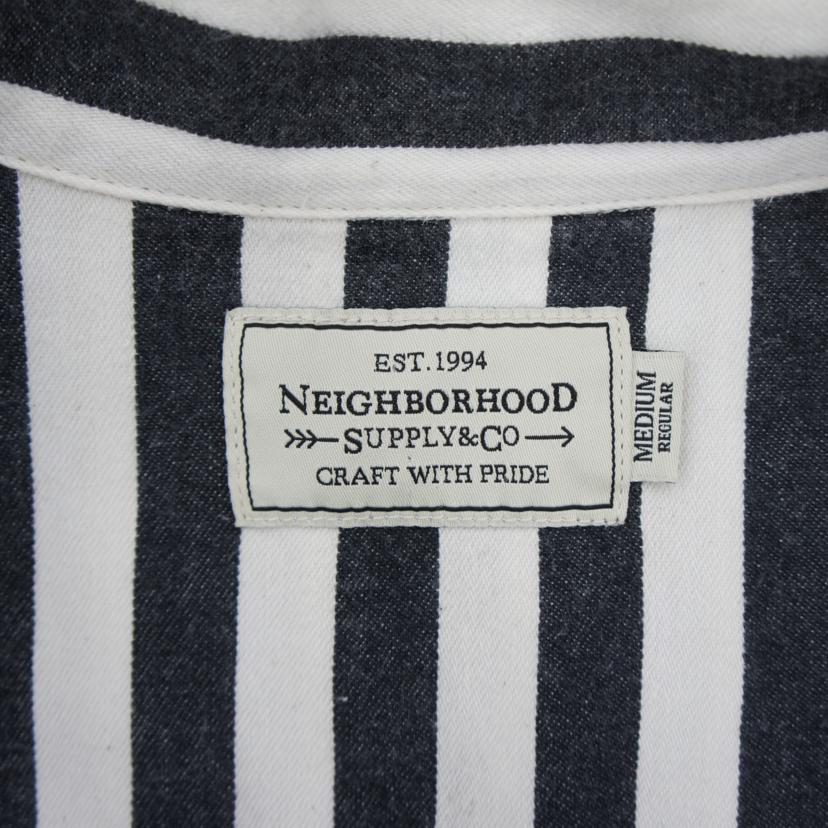 EST.1994
NEIGHBORHOOD
SUPPLY&CO
CRAFT WITH PRIDE
MEDIUM
REGULAR